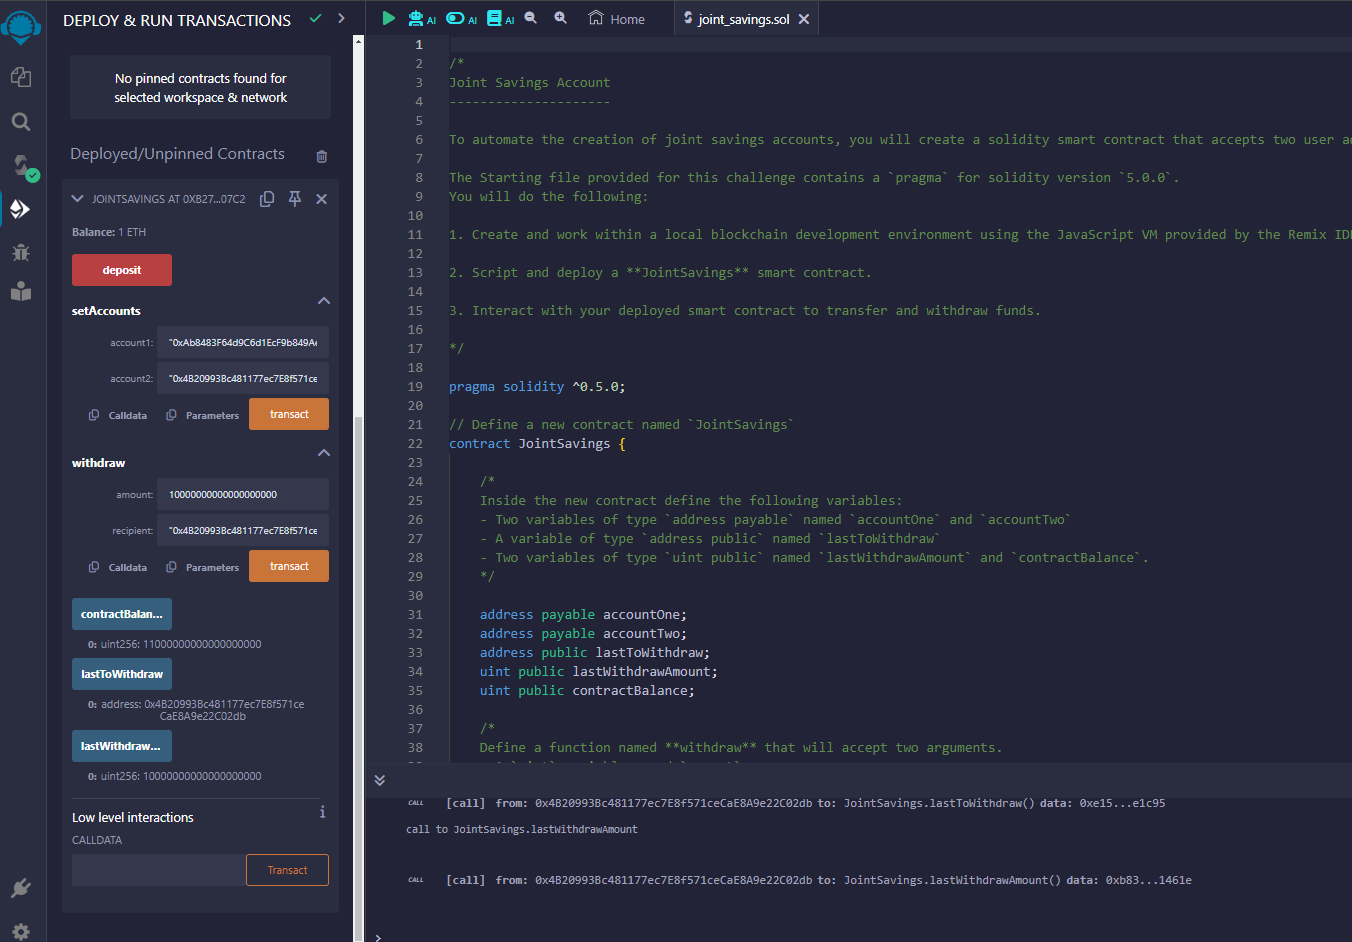 DEPLOY & RUN TRANSACTIONS
No pinned contracts found for
selected workspace & network
Deployed/Unpinned Contracts
JOINTSAVINGS AT 0XB27...07C2
Balance: 1 ETH
deposit
setAccounts
account1: "0xAb8483F64d9C6d1EcF9b849Ae
account2: "0x4B20993Bc481177ec7E8f571ce
Calldata Parameters transact
withdraw
amount: 10000000000000000000
recipient: "0x4B20993Bc481177ec7E8f571ce
Calldata Parameters transact
contractBalan...
0: uint256: 11000000000000000000
lastToWithdraw
0: address: 0x4B20993Bc481177ec7E8f571ce
CaE8A9e22C02db
lastWithdraw...
0: uint256: 10000000000000000000
Low level interactions
CALLDATA
Transact
AI AI AI Home joint_savings.sol
1
2 /*
3 Joint Savings Account
4 ---------------------
5
6 To automate the creation of joint savings accounts, you will create a solidity smart contract that accepts two user ad
7
8 The Starting file provided for this challenge contains a `pragma` for solidity version `5.0.0`.
9 You will do the following:
10
11 1. Create and work within a local blockchain development environment using the JavaScript VM provided by the Remix IDE
12
13 2. Script and deploy a **JointSavings** smart contract.
14
15 3. Interact with your deployed smart contract to transfer and withdraw funds.
16
17 */
18
19 pragma solidity ^0.5.0;
20
21 // Define a new contract named `JointSavings`
22 contract JointSavings {
23
24 /*
25 Inside the new contract define the following variables:
26 - Two variables of type `address payable` named `accountOne` and `accountTwo`
27 - A variable of type `address public` named `lastToWithdraw`
28 - Two variables of type `uint public` named `lastWithdrawAmount` and `contractBalance`.
29 */
30
31 address payable accountOne;
32 address payable accountTwo;
33 address public lastToWithdraw;
34 uint public lastWithdrawAmount;
35 uint public contractBalance;
36
37 /*
38 Define a function named **withdraw** that will accept two arguments.
CALL [call] from: 0x4B20993Bc481177ec7E8f571ceCaE8A9e22C02db to: JointSavings.lastToWithdraw() data: 0xe15...e1c95
call to JointSavings.lastWithdrawAmount
CALL [call] from: 0x4B20993Bc481177ec7E8f571ceCaE8A9e22C02db to: JointSavings.lastWithdrawAmount() data: 0xb83...1461e
>